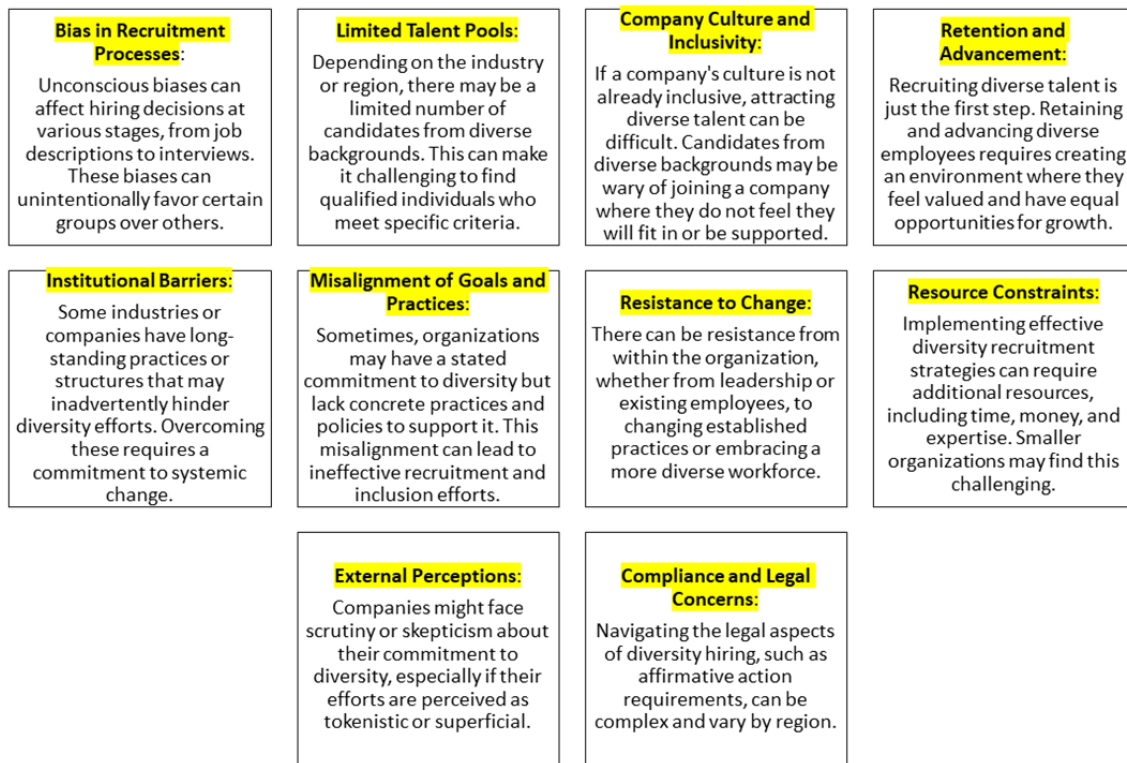 Bias in Recruitment
Processes:
Unconscious biases can
affect hiring decisions at
various stages, from job
descriptions to interviews.
These biases can
unintentionally favor certain
groups over others.
Limited Talent Pools:
Depending on the industry
or region, there may be a
limited number of
candidates from diverse
backgrounds. This can make
it challenging to find
qualified individuals who
meet specific criteria.
Company Culture and
Inclusivity:
If a company's culture is not
already inclusive, attracting
diverse talent can be
difficult. Candidates from
diverse backgrounds may be
wary of joining a company
where they do not feel they
will fit in or be supported.
Retention and
Advancement:
Recruiting diverse talent is
just the first step. Retaining
and advancing diverse
employees requires creating
an environment where they
feel valued and have equal
opportunities for growth.
Institutional Barriers:
Some industries or
companies have long-
standing practices or
structures that may
inadvertently hinder
diversity efforts. Overcoming
these requires a
commitment to systemic
change.
Misalignment of Goals and
Practices:
Sometimes, organizations
may have a stated
commitment to diversity but
lack concrete practices and
policies to support it. This
misalignment can lead to
ineffective recruitment and
inclusion efforts.
Resistance to Change:
There can be resistance from
within the organization,
whether from leadership or
existing employees, to
changing established
practices or embracing a
more diverse workforce.
Resource Constraints:
Implementing effective
diversity recruitment
strategies can require
additional resources,
including time, money, and
expertise. Smaller
organizations may find this
challenging.
External Perceptions:
Companies might face
scrutiny or skepticism about
their commitment to
diversity, especially if their
efforts are perceived as
tokenistic or superficial.
Compliance and Legal
Concerns:
Navigating the legal aspects
of diversity hiring, such as
affirmative action
requirements, can be
complex and vary by region.